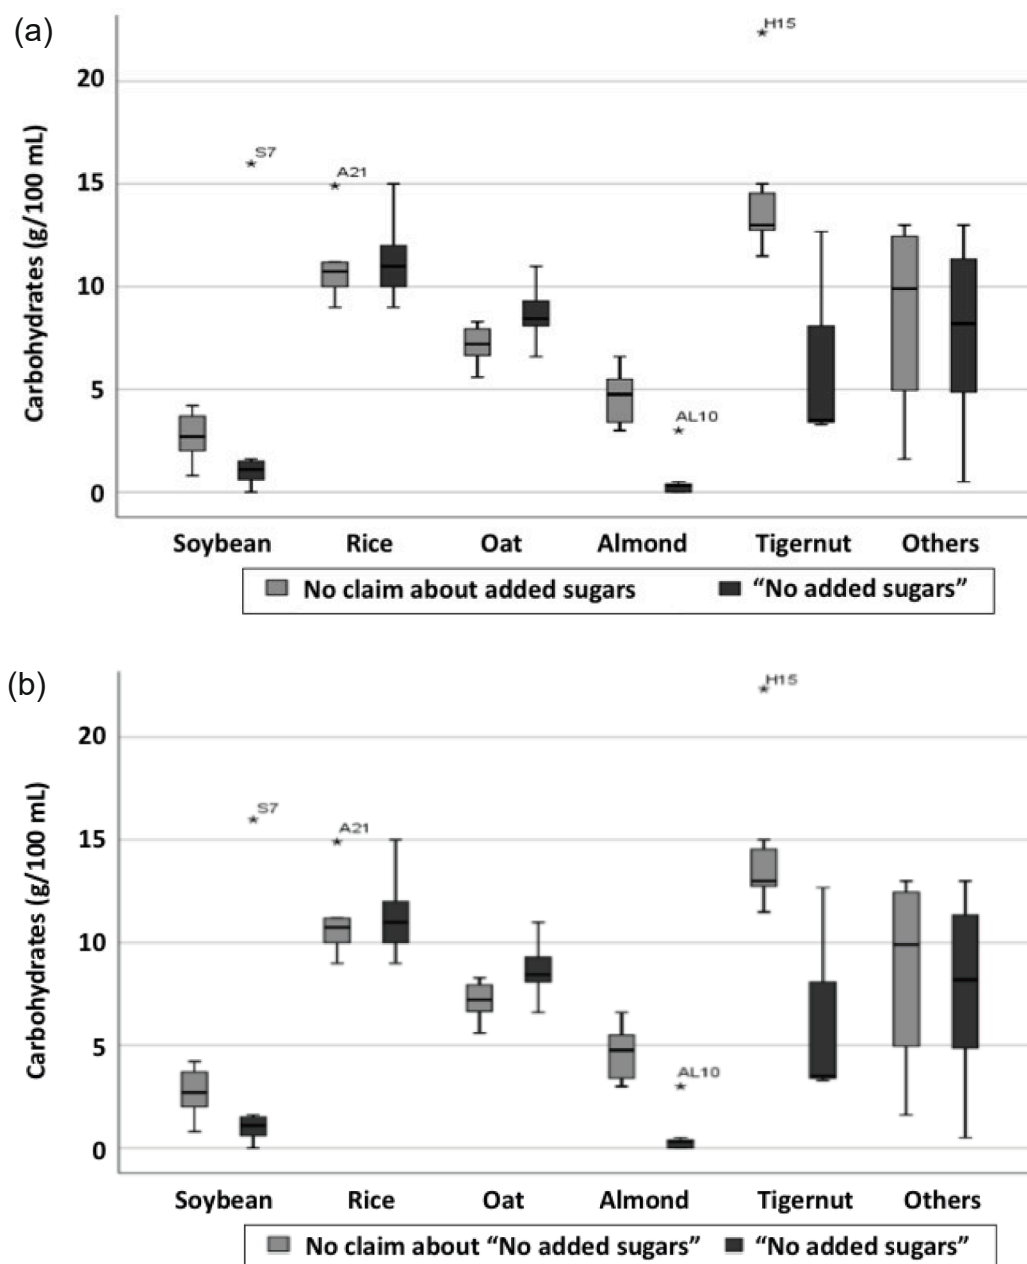 (a)
Carbohydrates (g/100 mL)
20
15
10
5
0
H15
S7
A21
AL10
Soybean Rice Oat Almond Tigernut Others
No claim about added sugars “No added sugars”
(b)
Carbohydrates (g/100 mL)
20
15
10
5
0
H15
S7
A21
AL10
Soybean Rice Oat Almond Tigernut Others
No claim about “No added sugars” “No added sugars”